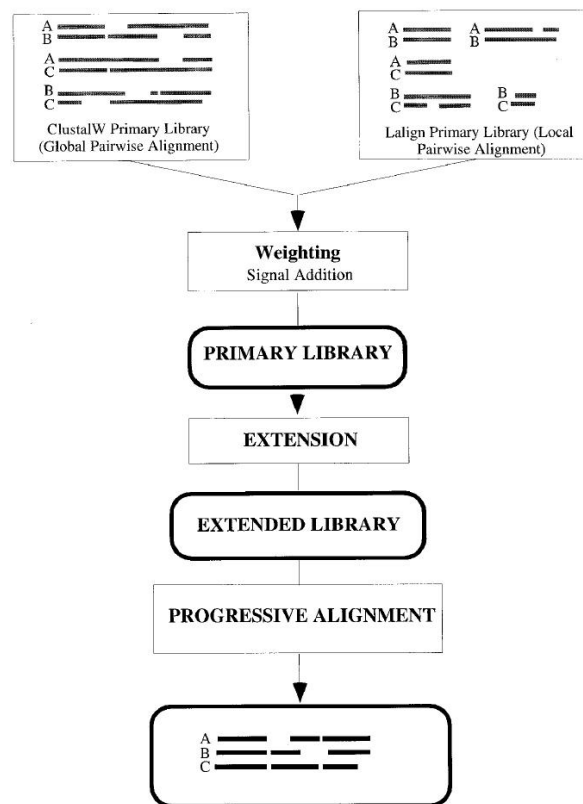 A
B
A
C
B
C
ClustalW Primary Library
(Global Pairwise Alignment)
A
B
A
B
A
C
B
C
B
C
Lalign Primary Library (Local
Pairwise Alignment)
Weighting
Signal Addition
PRIMARY LIBRARY
EXTENSION
EXTENDED LIBRARY
PROGRESSIVE ALIGNMENT
A
B
C